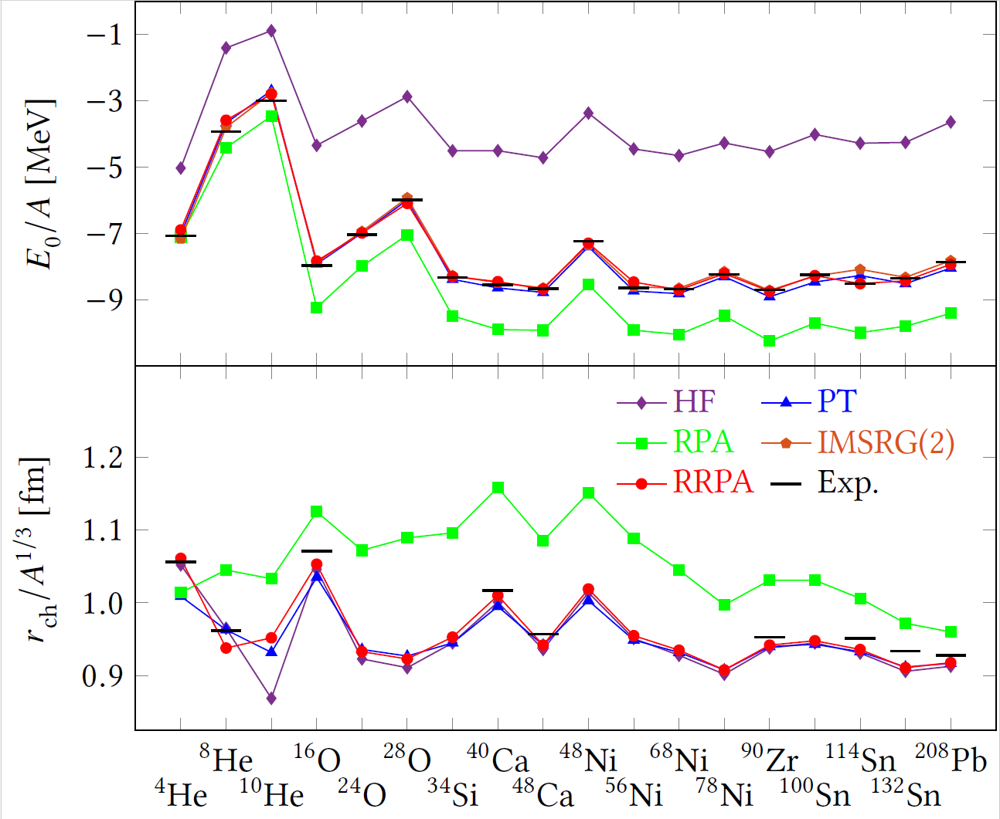 −1
−3
−5
−7
−9
E₀/A [MeV]
HF
PT
RPA
IMSRG(2)
RRPA
Exp.
1.2
1.1
1.0
0.9
r_ch/A^1/3 [fm]
⁸He ¹⁶O ²⁸O ⁴⁰Ca ⁴⁸Ni ⁶⁸Ni ⁹⁰Zr ¹¹⁴Sn ²⁰⁸Pb
⁴He ¹⁰He ²⁴O ³⁴Si ⁴⁸Ca ⁵⁶Ni ⁷⁸Ni ¹⁰⁰Sn ¹³²Sn